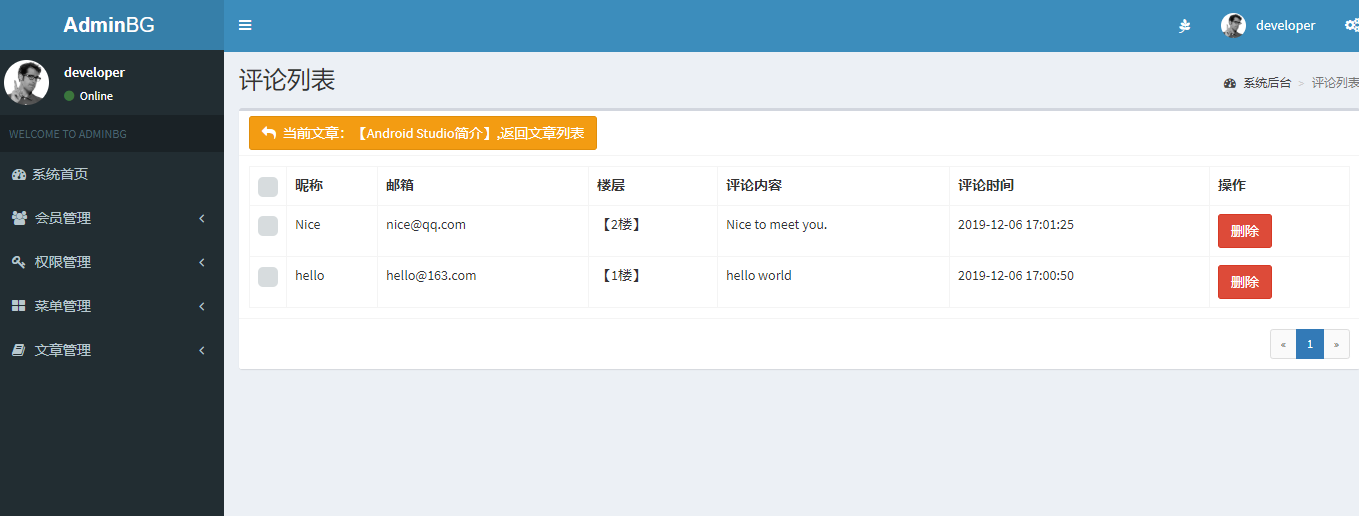 AdminBG
developer
developer
Online
WELCOME TO ADMINBG
系统首页
会员管理
权限管理
菜单管理
文章管理
评论列表
系统后台 > 评论列表
当前文章：【Android Studio简介】,返回文章列表
昵称 邮箱 楼层 评论内容 评论时间 操作
Nice nice@qq.com 【2楼】 Nice to meet you. 2019-12-06 17:01:25 删除
hello hello@163.com 【1楼】 hello world 2019-12-06 17:00:50 删除
« 1 »